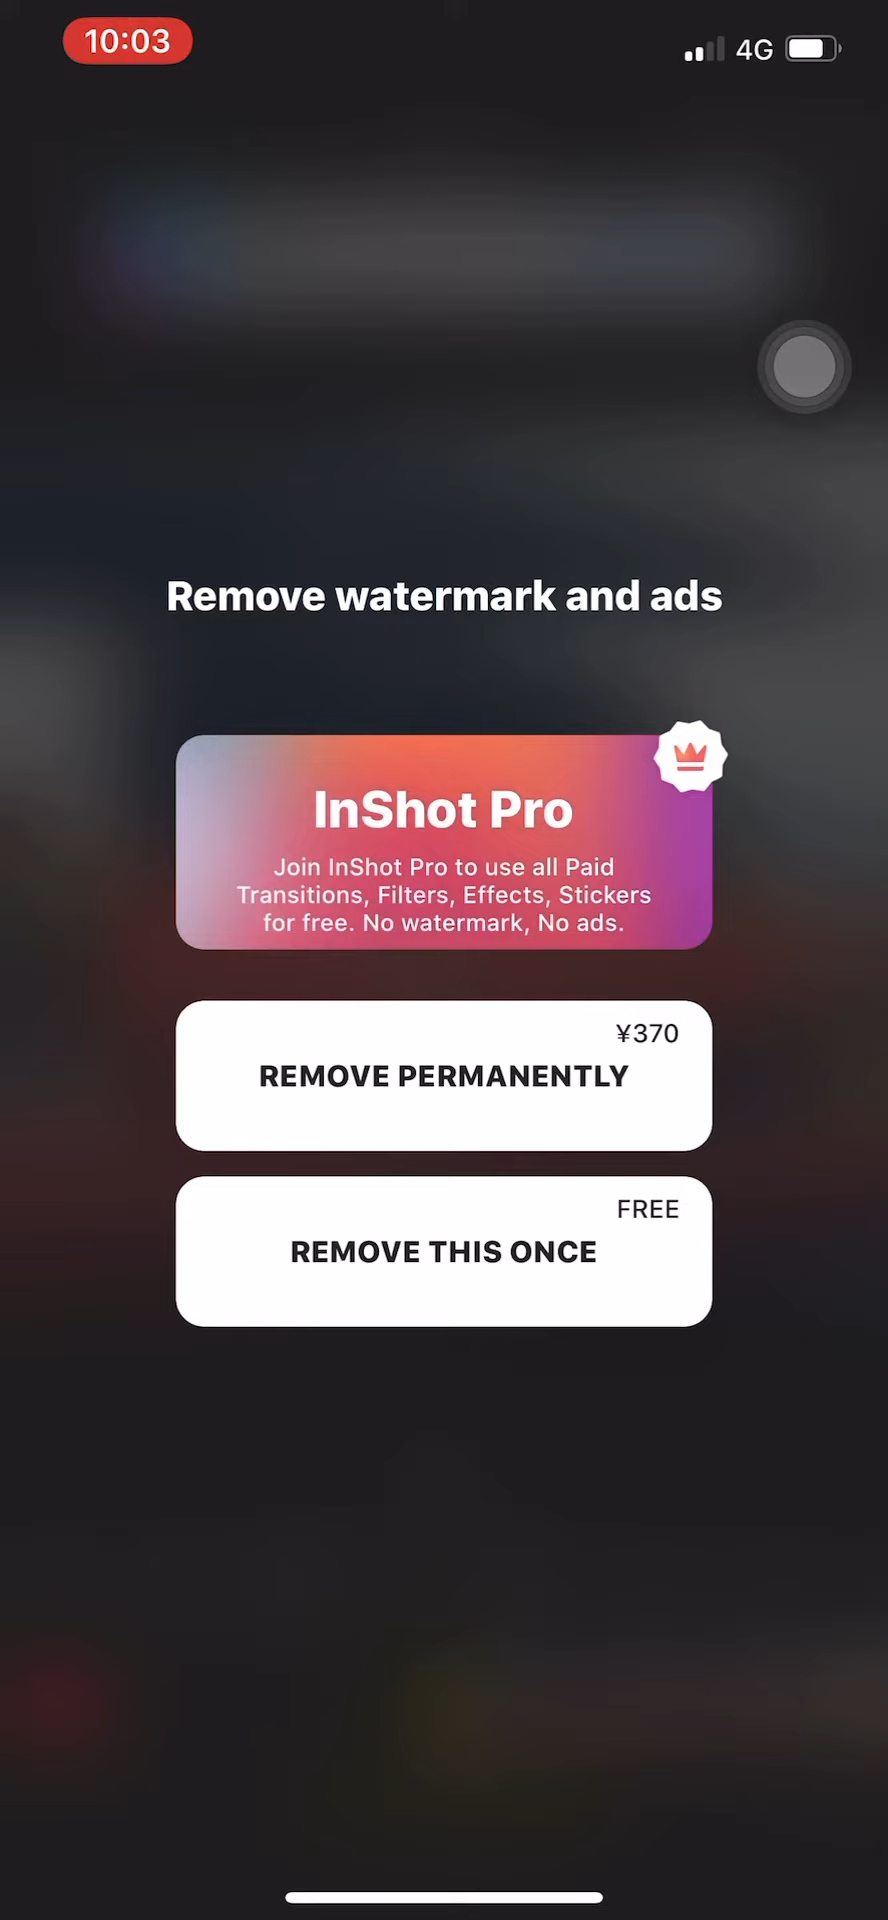 10:03
4G
Remove watermark and ads
InShot Pro
Join InShot Pro to use all Paid
Transitions, Filters, Effects, Stickers
for free. No watermark, No ads.
¥370
REMOVE PERMANENTLY
FREE
REMOVE THIS ONCE